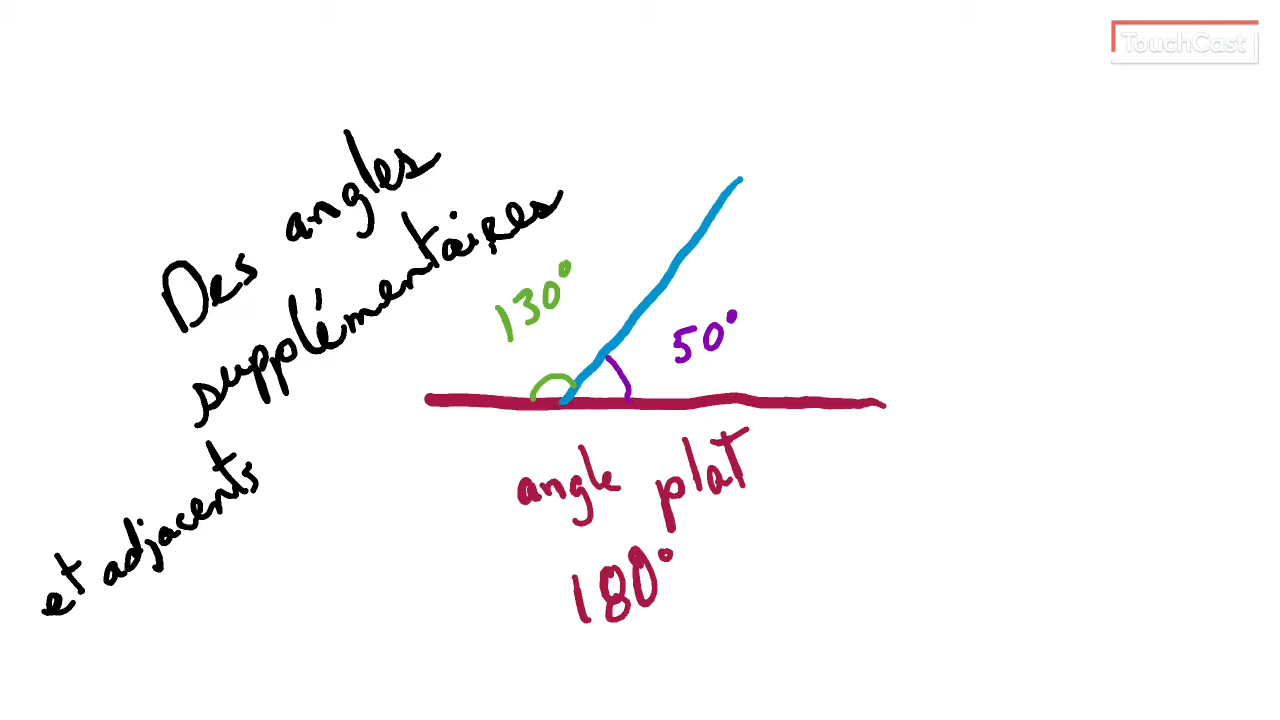 TouchCast
Des angles
supplémentaires
et adjacents
130°
50°
angle plat
180°